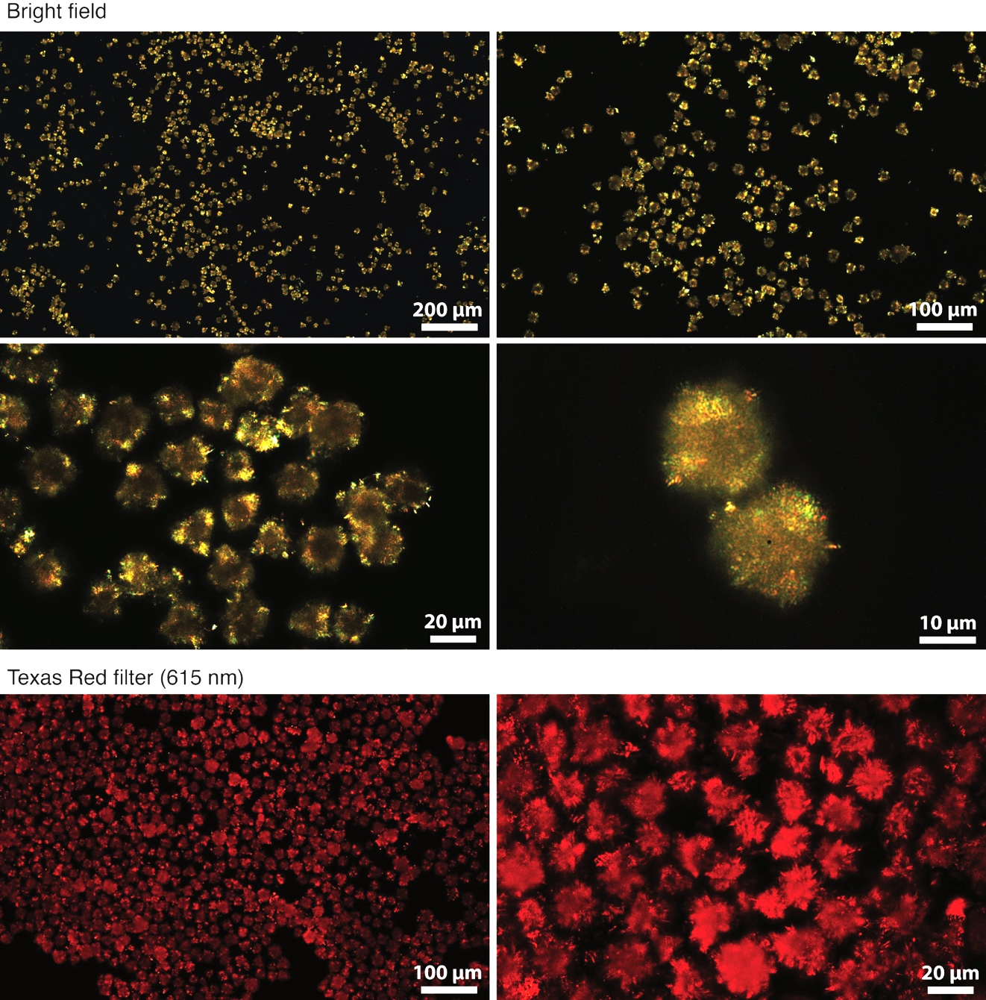 Bright field
200 µm
100 µm
20 µm
10 µm
Texas Red filter (615 nm)
100 µm
20 µm